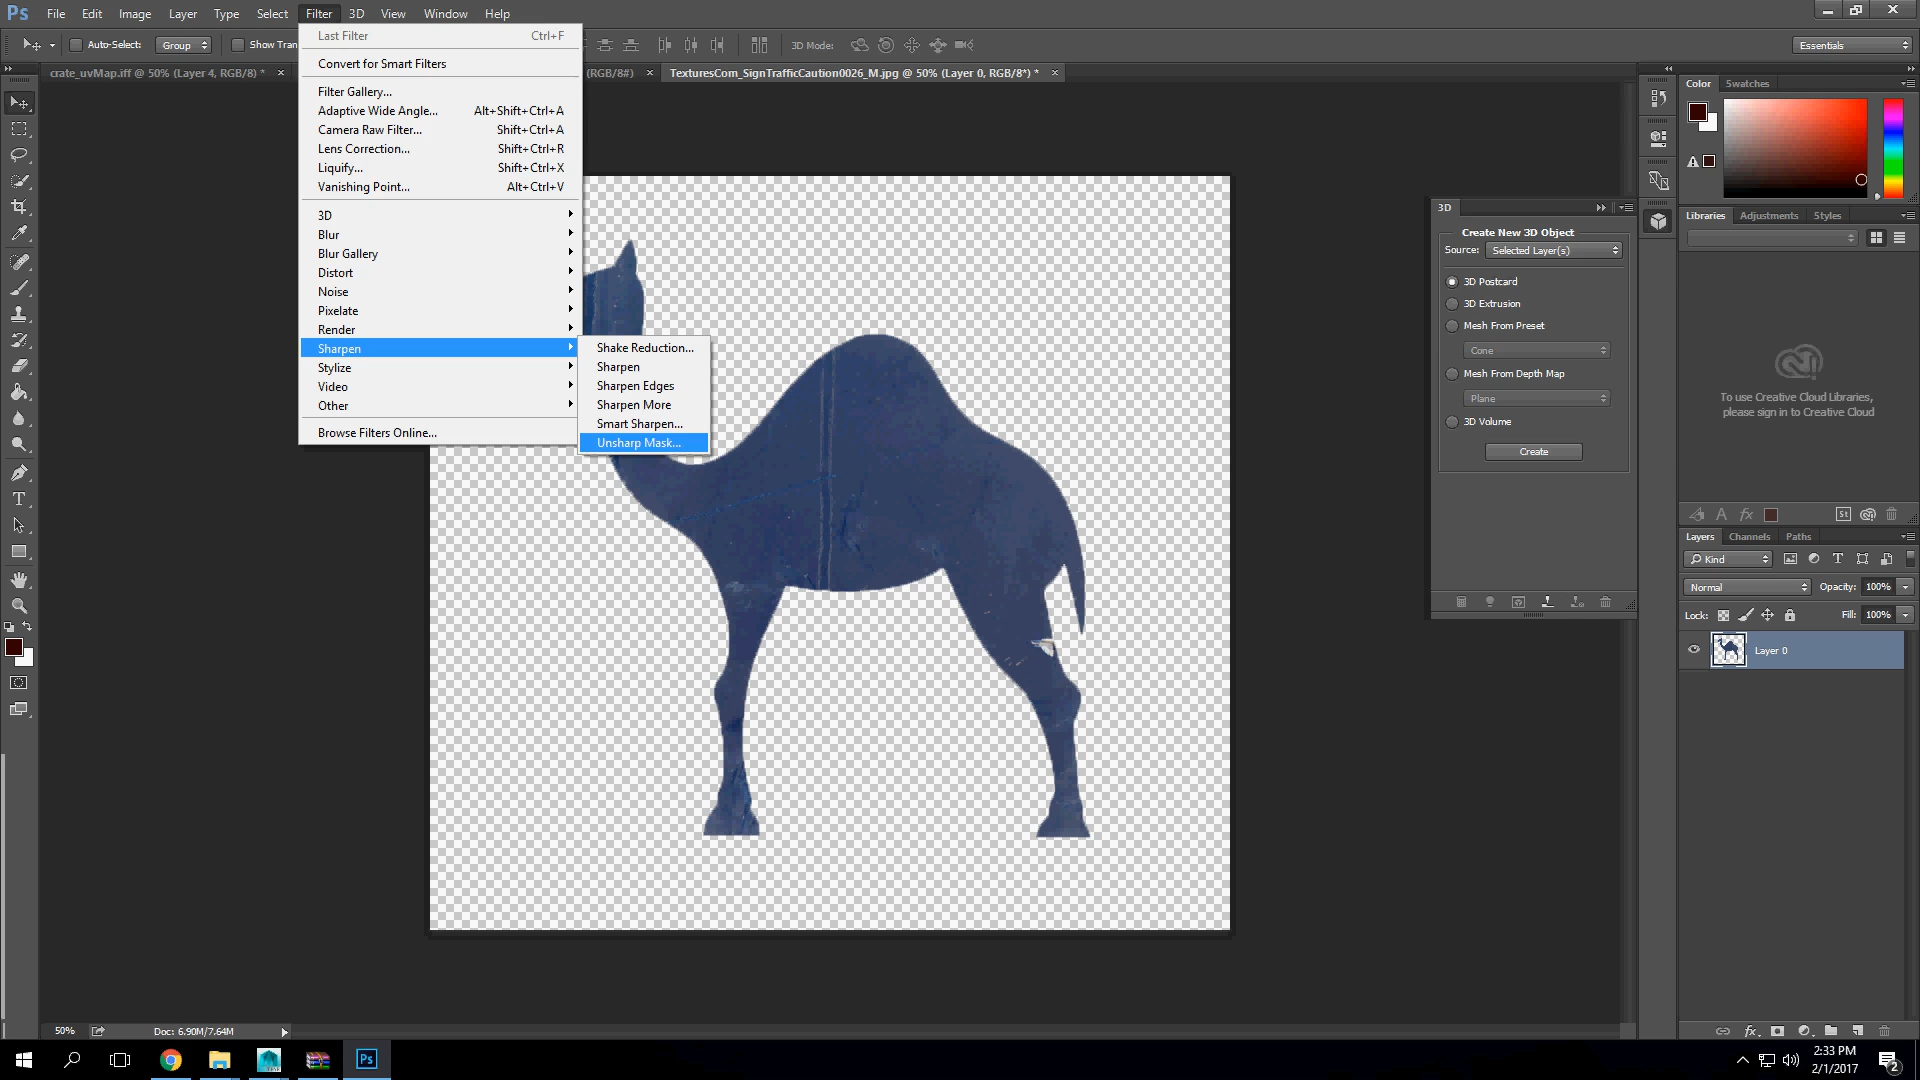 Ps File Edit Image Layer Type Select Filter 3D View Window Help
Auto-Select: Group Show Tran 3D Mode: Essentials
crate_uvMap.iff @ 50% (Layer 4, RGB/8) * × (RGB/8#) × TexturesCom_SignTrafficCaution0026_M.jpg @ 50% (Layer 0, RGB/8*) * ×
Last Filter Ctrl+F
Convert for Smart Filters
Filter Gallery...
Adaptive Wide Angle... Alt+Shift+Ctrl+A
Camera Raw Filter... Shift+Ctrl+A
Lens Correction... Shift+Ctrl+R
Liquify... Shift+Ctrl+X
Vanishing Point... Alt+Ctrl+V
3D
Blur
Blur Gallery
Distort
Noise
Pixelate
Render
Sharpen
Stylize
Video
Other
Browse Filters Online...
Shake Reduction...
Sharpen
Sharpen Edges
Sharpen More
Smart Sharpen...
Unsharp Mask...
3D
Create New 3D Object
Source: Selected Layer(s)
3D Postcard
3D Extrusion
Mesh From Preset
Cone
Mesh From Depth Map
Plane
3D Volume
Create
Color Swatches
Libraries Adjustments Styles
To use Creative Cloud Libraries,
please sign in to Creative Cloud
St
Layers Channels Paths
Kind
Normal Opacity: 100%
Lock: Fill: 100%
Layer 0
50% Doc: 6.90M/7.64M
Ps
2:33 PM
2/1/2017
2